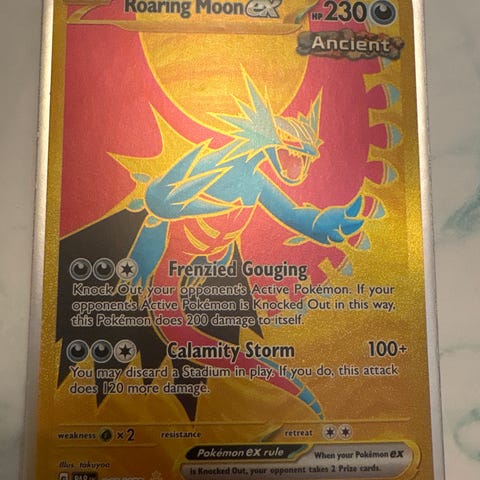 Roaring Moon ex HP 230
Ancient
Frenzied Gouging
Knock Out your opponent's Active Pokémon. If your
opponent's Active Pokémon is Knocked Out in this way,
this Pokémon does 200 damage to itself.
Calamity Storm 100+
You may discard a Stadium in play. If you do, this attack
does 120 more damage.
weakness ×2 resistance retreat
Illus. takuyoa
Pokémon ex rule
When your Pokémon ex
is Knocked Out, your opponent takes 2 Prize cards.
G PAR EN